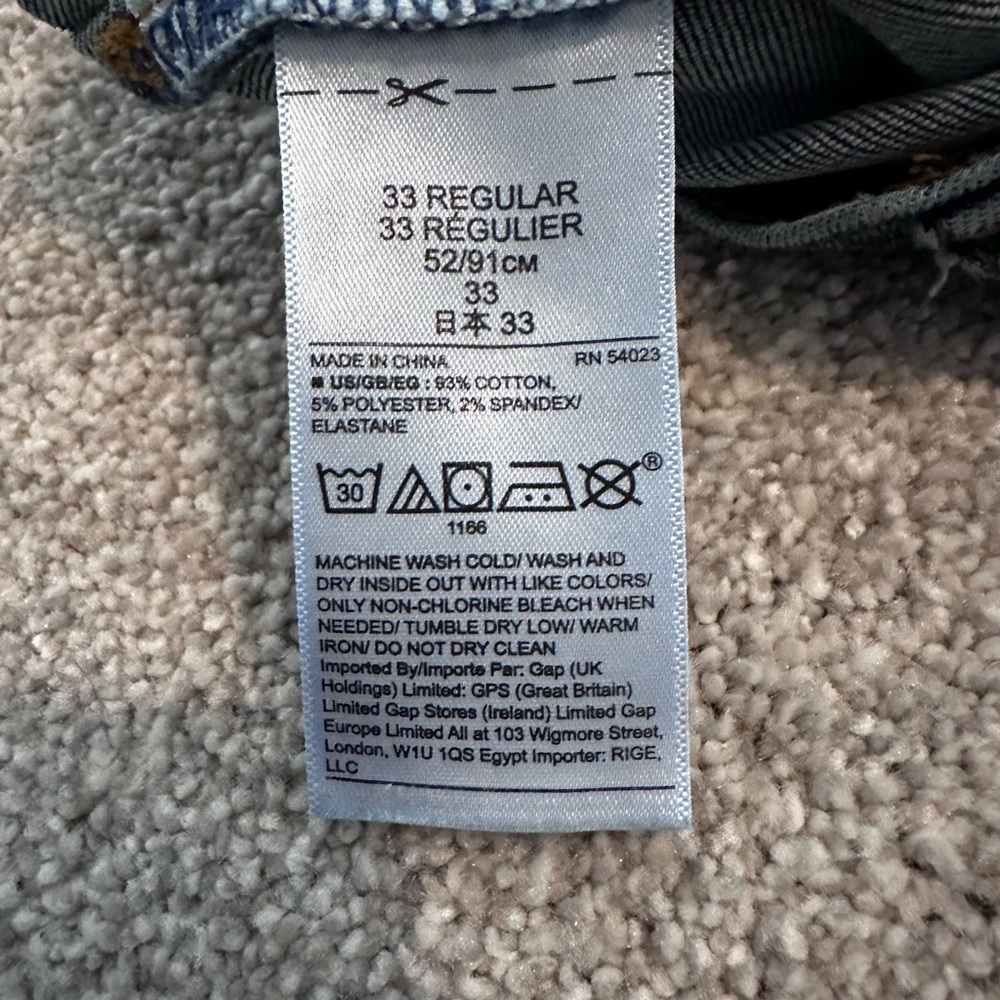 33 REGULAR
33 RÉGULIER
52/91CM
33
日本 33
MADE IN CHINA RN 54023
■ US/GB/EG : 93% COTTON,
5% POLYESTER, 2% SPANDEX/
ELASTANE
30
®
1166
MACHINE WASH COLD/ WASH AND
DRY INSIDE OUT WITH LIKE COLORS/
ONLY NON-CHLORINE BLEACH WHEN
NEEDED/ TUMBLE DRY LOW/ WARM
IRON/ DO NOT DRY CLEAN
Imported By/Importe Par: Gap (UK
Holdings) Limited: GPS (Great Britain)
Limited Gap Stores (Ireland) Limited Gap
Europe Limited All at 103 Wigmore Street,
London, W1U 1QS Egypt Importer: RIGE,
LLC